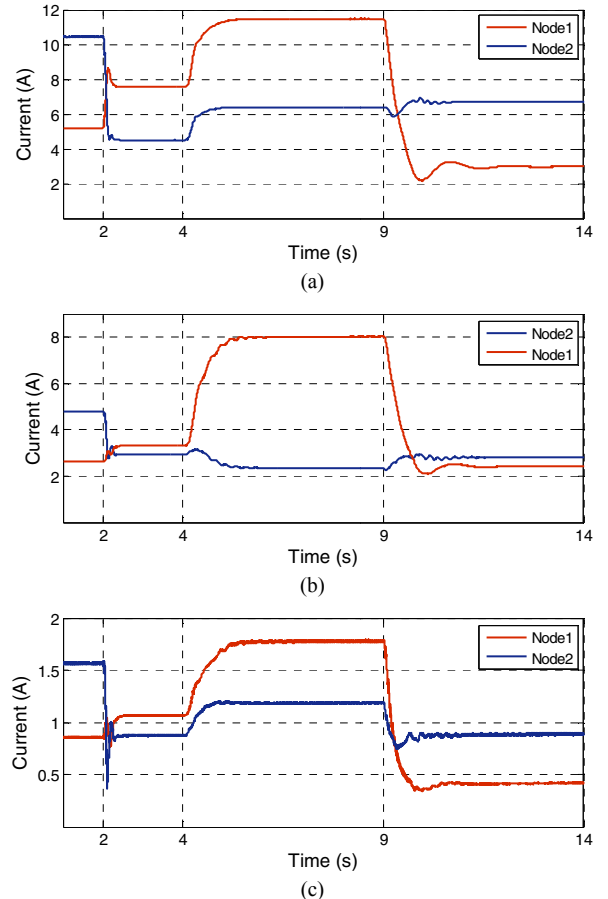 12
10
8
6
4
2
Current (A)
Node1
Node2
2
4
9
14
Time (s)
(a)
8
6
4
2
Current (A)
Node2
Node1
2
4
9
14
Time (s)
(b)
2
1.5
1
0.5
Current (A)
Node1
Node2
2
4
9
14
Time (s)
(c)